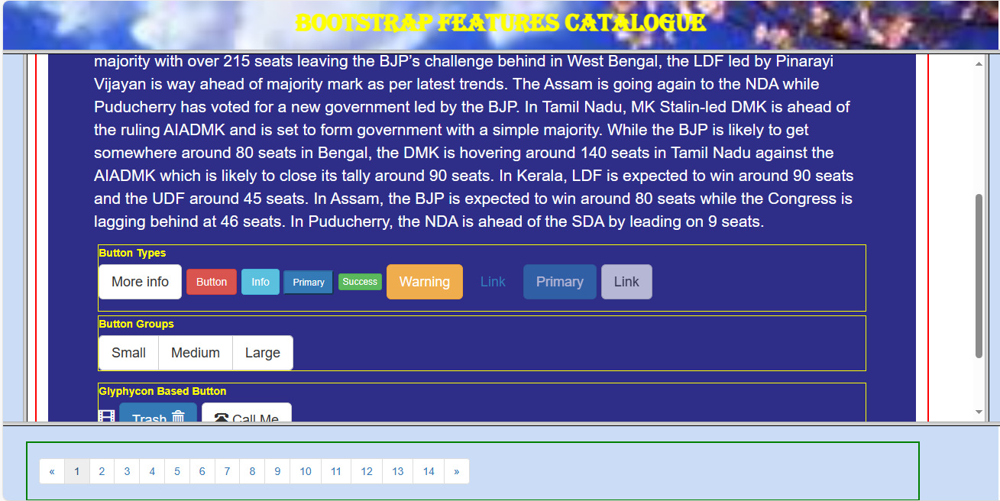 BOOTSTRAP FEATURES CATALOGUE
majority with over 215 seats leaving the BJP's challenge behind in West Bengal, the LDF led by Pinarayi
Vijayan is way ahead of majority mark as per latest trends. The Assam is going again to the NDA while
Puducherry has voted for a new government led by the BJP. In Tamil Nadu, MK Stalin-led DMK is ahead of
the ruling AIADMK and is set to form government with a simple majority. While the BJP is likely to get
somewhere around 80 seats in Bengal, the DMK is hovering around 140 seats in Tamil Nadu against the
AIADMK which is likely to close its tally around 90 seats. In Kerala, LDF is expected to win around 90 seats
and the UDF around 45 seats. In Assam, the BJP is expected to win around 80 seats while the Congress is
lagging behind at 46 seats. In Puducherry, the NDA is ahead of the SDA by leading on 9 seats.
Button Types
More info Button Info Primary Success Warning Link Primary Link
Button Groups
Small Medium Large
Glyphycon Based Button
Trash Call Me
« 1 2 3 4 5 6 7 8 9 10 11 12 13 14 »